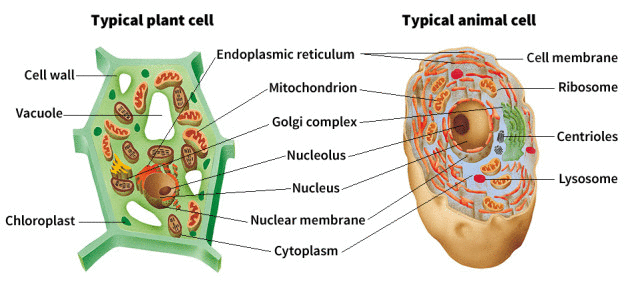 Typical plant cell
Typical animal cell
Endoplasmic reticulum
Cell membrane
Cell wall
Mitochondrion
Ribosome
Vacuole
Golgi complex
Centrioles
Nucleolus
Lysosome
Nucleus
Chloroplast
Nuclear membrane
Cytoplasm